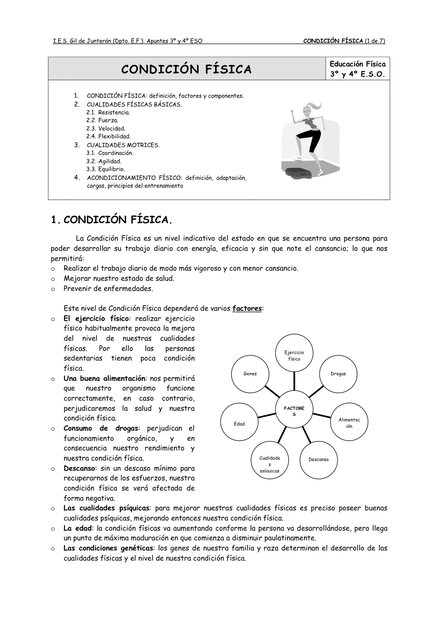 I.E.S. Gil de Junterón (Dpto. E.F.): Apuntes 3º y 4º ESO CONDICIÓN FÍSICA (1 de 7)
CONDICIÓN FÍSICA
Educación Física
3º y 4º E.S.O.
1. CONDICIÓN FÍSICA: definición, factores y componentes.
2. CUALIDADES FÍSICAS BÁSICAS.
2.1. Resistencia.
2.2. Fuerza.
2.3. Velocidad.
2.4. Flexibilidad.
3. CUALIDADES MOTRICES.
3.1. Coordinación.
3.2. Agilidad.
3.3. Equilibrio.
4. ACONDICIONAMIENTO FÍSICO: definición, adaptación,
cargas, principios del entrenamiento
1. CONDICIÓN FÍSICA.
La Condición Física es un nivel indicativo del estado en que se encuentra una persona para
poder desarrollar su trabajo diario con energía, eficacia y sin que note el cansancio; lo que nos
permitirá:
o Realizar el trabajo diario de modo más vigoroso y con menor cansancio.
o Mejorar nuestro estado de salud.
o Prevenir de enfermedades.
Este nivel de Condición Física dependerá de varios factores:
o El ejercicio físico: realizar ejercicio
físico habitualmente provoca la mejora
del nivel de nuestras cualidades
físicas. Por ello las personas
sedentarias tienen poca condición
física.
o Una buena alimentación: nos permitirá
que nuestro organismo funcione
correctamente, en caso contrario,
perjudicaremos la salud y nuestra
condición física.
o Consumo de drogas: perjudican el
funcionamiento orgánico, y en
consecuencia nuestro rendimiento y
nuestra condición física.
o Descanso: sin un descaso mínimo para
recuperarnos de los esfuerzos, nuestra
condición física se verá afectada de
forma negativa.
Ejercicio
físico
Genes
Drogas
FACTORE
S
Edad
Alimentac
ión
Cualidade
s
psíquicas
Descanso
o Las cualidades psíquicas: para mejorar nuestras cualidades físicas es preciso poseer buenas
cualidades psíquicas, mejorando entonces nuestra condición física.
o La edad: la condición físicas va aumentando conforme la persona va desarrollándose, pero llega
un punto de máxima maduración en que comienza a disminuir paulatinamente.
o Las condiciones genéticas: los genes de nuestra familia y raza determinan el desarrollo de las
cualidades físicas y el nivel de nuestra condición física.